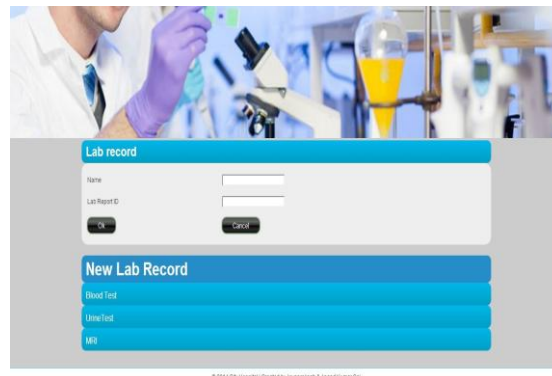 Lab record
Name
Lab Report ID
Ok Cancel
New Lab Record
Blood Test
UrineTest
MRI